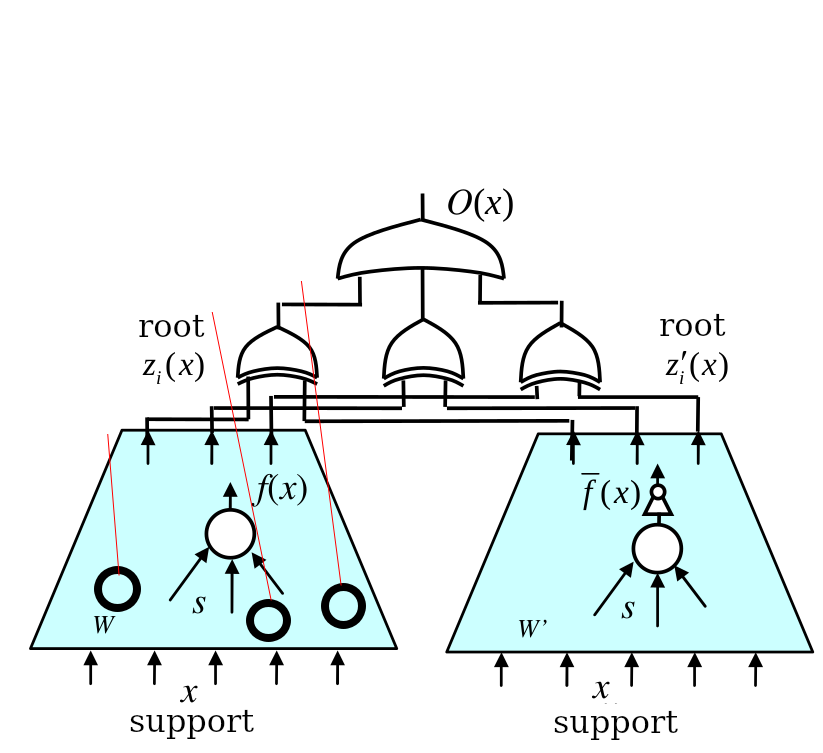 O(x)
root
z_i(x)
root
z′_i(x)
f(x)
s
W
x
support
f̅(x)
s
W’
x
support